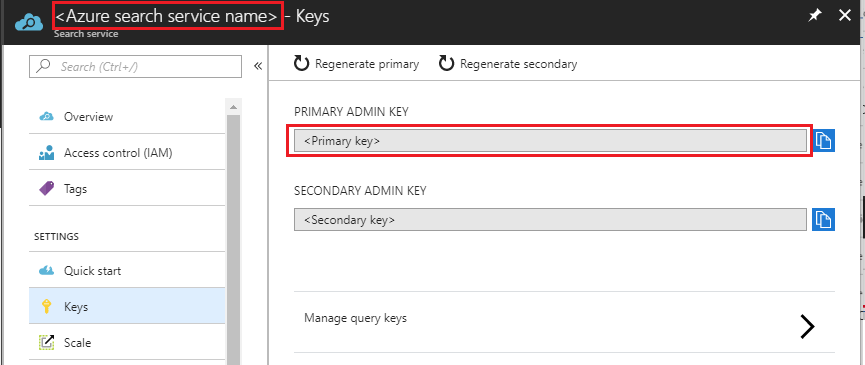 <Azure search service name> - Keys
Search service
Search (Ctrl+/)
«
Overview
Access control (IAM)
Tags
SETTINGS
Quick start
Keys
Scale
Regenerate primary
Regenerate secondary
PRIMARY ADMIN KEY
<Primary key>
SECONDARY ADMIN KEY
<Secondary key>
Manage query keys